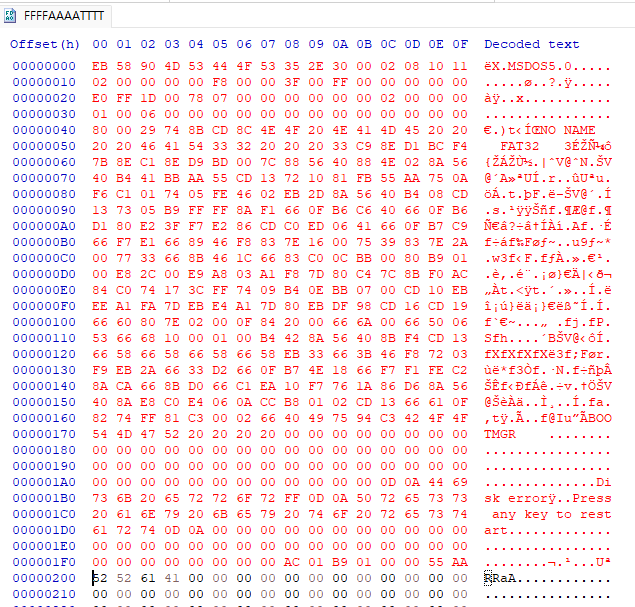 FFFFAAAATTTT
Offset(h) 00 01 02 03 04 05 06 07 08 09 0A 0B 0C 0D 0E 0F Decoded text
00000000 EB 58 90 4D 53 44 4F 53 35 2E 30 00 02 08 10 11 ëX.MSDOS5.0.....
00000010 02 00 00 00 00 F8 00 00 3F 00 FF 00 00 00 00 00 .....ø..?.ÿ.....
00000020 E0 FF 1D 00 78 07 00 00 00 00 00 00 02 00 00 00 àÿ..x...........
00000030 01 00 06 00 00 00 00 00 00 00 00 00 00 00 00 00 ................
00000040 80 00 29 74 8B CD 8C 4E 4F 20 4E 41 4D 45 20 20 €.)t‹ÍŒNO NAME
00000050 20 20 46 41 54 33 32 20 20 20 33 C9 8E D1 BC F4 FAT32   3ÉŽÑ¼ô
00000060 7B 8E C1 8E D9 BD 00 7C 88 56 40 88 4E 02 8A 56 {ŽÁŽÙ½.|ˆV@ˆN.ŠV
00000070 40 B4 41 BB AA 55 CD 13 72 10 81 FB 55 AA 75 0A @´A»ªUÍ.r..ûUªu.
00000080 F6 C1 01 74 05 FE 46 02 EB 2D 8A 56 40 B4 08 CD öÁ.t.þF.ë-ŠV@´.Í
00000090 13 73 05 B9 FF FF 8A F1 66 0F B6 C6 40 66 0F B6 .s.¹ÿÿŠñf.¶Æ@f.¶
000000A0 D1 80 E2 3F F7 E2 86 CD C0 ED 06 41 66 0F B7 C9 Ñ€â?÷â†ÍÀí.Af.·É
000000B0 66 F7 E1 66 89 46 F8 83 7E 16 00 75 39 83 7E 2A f÷áf‰Føƒ~..u9ƒ~*
000000C0 00 77 33 66 8B 46 1C 66 83 C0 0C BB 00 80 B9 01 .w3f‹F.fƒÀ.».€¹.
000000D0 00 E8 2C 00 E9 A8 03 A1 F8 7D 80 C4 7C 8B F0 AC .è,.é¨.¡ø}€Ä|‹ð¬
000000E0 84 C0 74 17 3C FF 74 09 B4 0E BB 07 00 CD 10 EB „Àt.<ÿt.´.»..Í.ë
000000F0 EE A1 FA 7D EB E4 A1 7D 80 EB DF 98 CD 16 CD 19 î¡ú}ëä¡}€ëß˜Í.Í.
00000100 66 60 80 7E 02 00 0F 84 20 00 66 6A 00 66 50 06 f`€~...„ .fj.fP.
00000110 53 66 68 10 00 01 00 B4 42 8A 56 40 8B F4 CD 13 Sfh....´BŠV@‹ôÍ.
00000120 66 58 66 58 66 58 66 58 EB 33 66 3B 46 F8 72 03 fXfXfXfXë3f;Før.
00000130 F9 EB 2A 66 33 D2 66 0F B7 4E 18 66 F7 F1 FE C2 ùë*f3Òf.·N.f÷ñþÂ
00000140 8A CA 66 8B D0 66 C1 EA 10 F7 76 1A 86 D6 8A 56 ŠÊf‹ÐfÁê.÷v.†ÖŠV
00000150 40 8A E8 C0 E4 06 0A CC B8 01 02 CD 13 66 61 0F @ŠèÀä..Ì¸..Í.fa.
00000160 82 74 FF 81 C3 00 02 66 40 49 75 94 C3 42 4F 4F ‚tÿ.Ã..f@Iu”ÃBOO
00000170 54 4D 47 52 20 20 20 20 00 00 00 00 00 00 00 00 TMGR    ........
00000180 00 00 00 00 00 00 00 00 00 00 00 00 00 00 00 00 ................
00000190 00 00 00 00 00 00 00 00 00 00 00 00 00 00 00 00 ................
000001A0 00 00 00 00 00 00 00 00 00 00 00 00 0D 0A 44 69 ..............Di
000001B0 73 6B 20 65 72 72 6F 72 FF 0D 0A 50 72 65 73 73 sk errorÿ..Press
000001C0 20 61 6E 79 20 6B 65 79 20 74 6F 20 72 65 73 74 any key to rest
000001D0 61 72 74 0D 0A 00 00 00 00 00 00 00 00 00 00 00 art.............
000001E0 00 00 00 00 00 00 00 00 00 00 00 00 00 00 00 00 ................
000001F0 00 00 00 00 00 00 00 00 AC 01 B9 01 00 00 55 AA ........¬.¹...Uª
00000200 52 52 61 41 00 00 00 00 00 00 00 00 00 00 00 00 RRaA............
00000210 00 00 00 00 00 00 00 00 00 00 00 00 00 00 00 00 ................